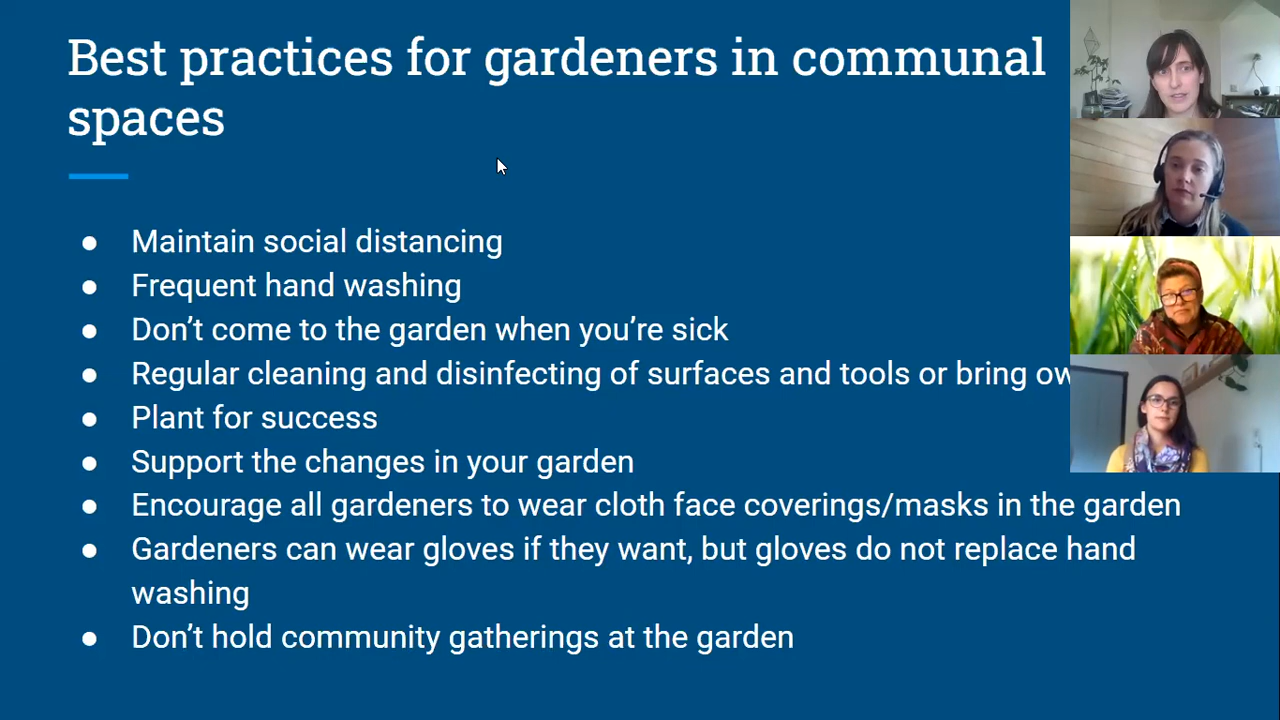 Best practices for gardeners in communal
spaces
● Maintain social distancing
● Frequent hand washing
● Don’t come to the garden when you’re sick
● Regular cleaning and disinfecting of surfaces and tools or bring
● Plant for success
● Support the changes in your garden
● Encourage all gardeners to wear cloth face coverings/masks in the garden
● Gardeners can wear gloves if they want, but gloves do not replace hand
washing
● Don’t hold community gatherings at the garden